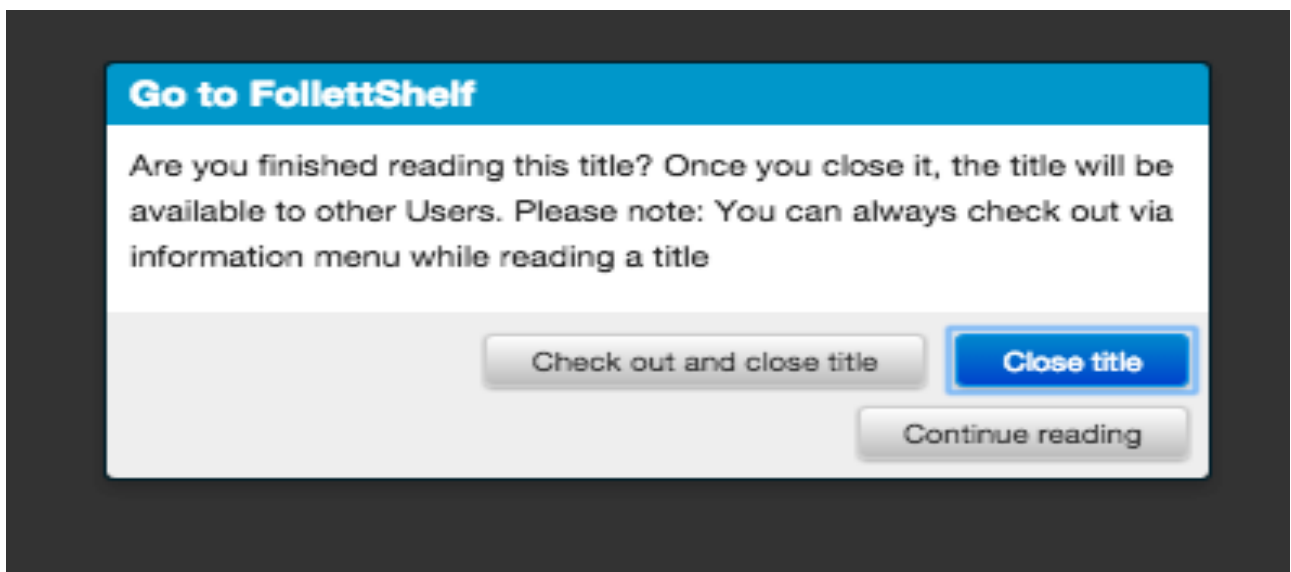 Go to FollettShelf
Are you finished reading this title? Once you close it, the title will be
available to other Users. Please note: You can always check out via
information menu while reading a title
Check out and close title
Close title
Continue reading